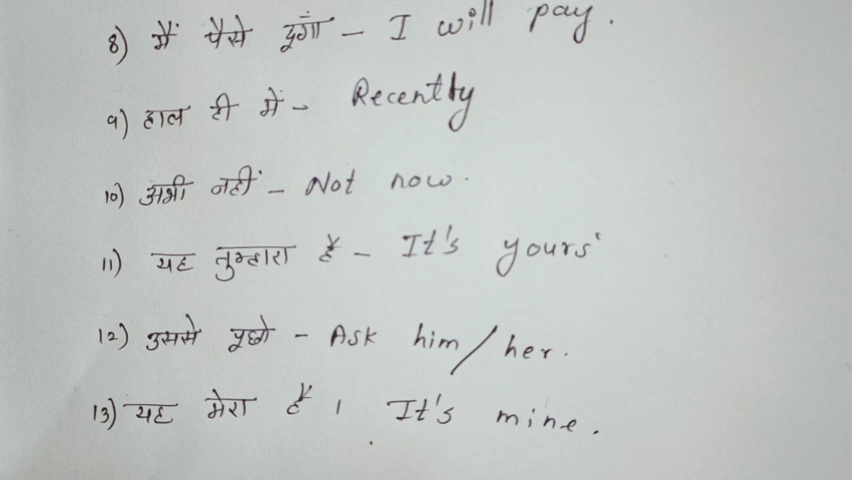 8) मैं पैसे दूगाँ - I will pay.
9) हाल ही में - Recently
10) अभी नहीं - Not now.
11) यह तुम्हारा है - It's yours
12) उससे पूछो - Ask him/her.
13) यह मेरा है । It's mine.